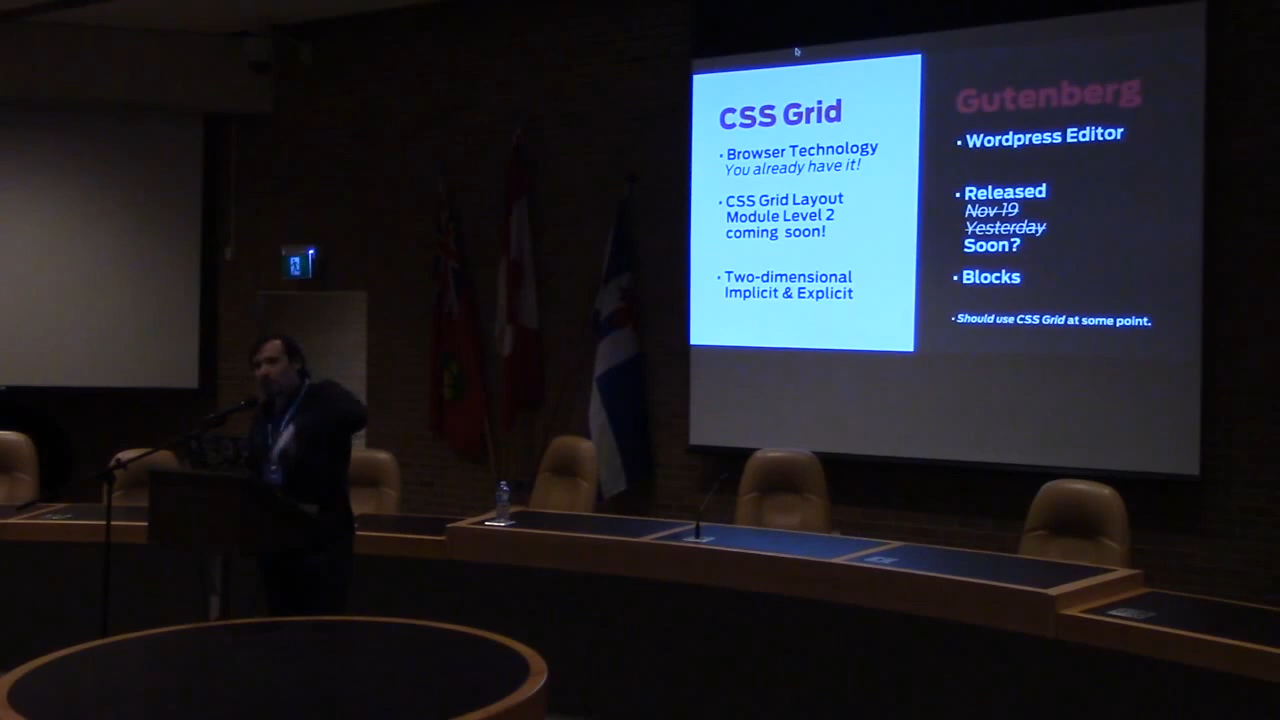 CSS Grid
• Browser Technology
You already have it!
• CSS Grid Layout
Module Level 2
coming soon!
• Two-dimensional
Implicit & Explicit
Gutenberg
• Wordpress Editor
• Released
Nov 19
Yesterday
Soon?
• Blocks
• Should use CSS Grid at some point.